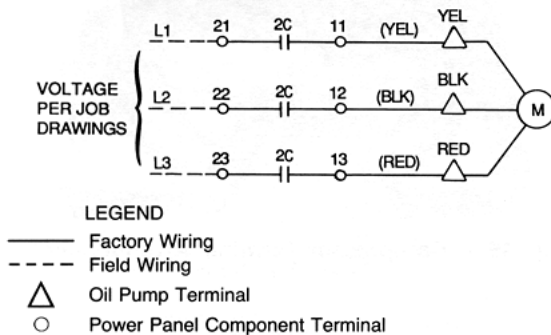 L1 21 2C 11 (YEL) YEL
VOLTAGE
PER JOB
DRAWINGS
L2 22 2C 12 (BLK) BLK
M
L3 23 2C 13 (RED) RED
LEGEND
Factory Wiring
Field Wiring
Oil Pump Terminal
Power Panel Component Terminal